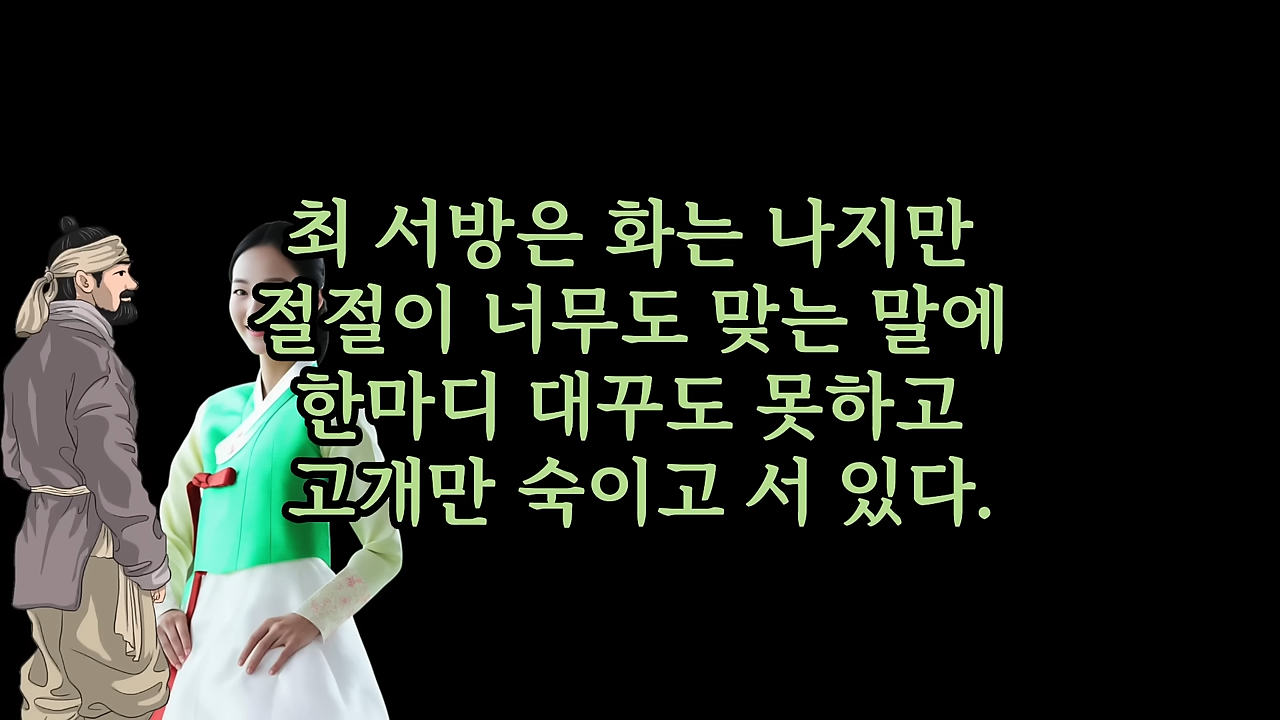 최 서방은 화는 나지만
절절이 너무도 맞는 말에
한마디 대꾸도 못하고
고개만 숙이고 서 있다.